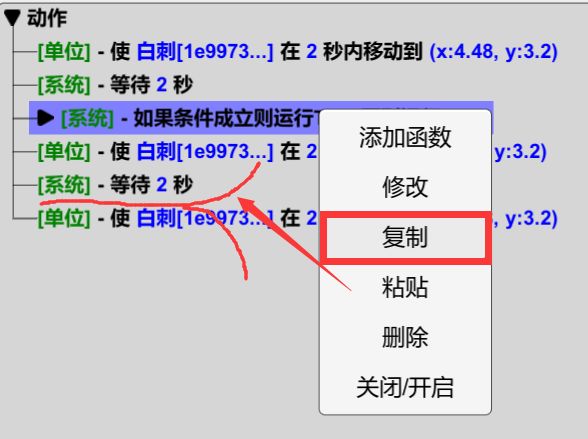 动作
[单位] - 使 白刺[1e9973...] 在 2 秒内移动到 (x:4.48, y:3.2)
[系统] - 等待 2 秒
[系统] - 如果条件成立则运行
[单位] - 使 白刺[1e9973...] 在 2 y:3.2)
[系统] - 等待 2 秒
[单位] - 使 白刺[1e9973...] 在 2 , y:3.2)
添加函数
修改
复制
粘贴
删除
关闭/开启